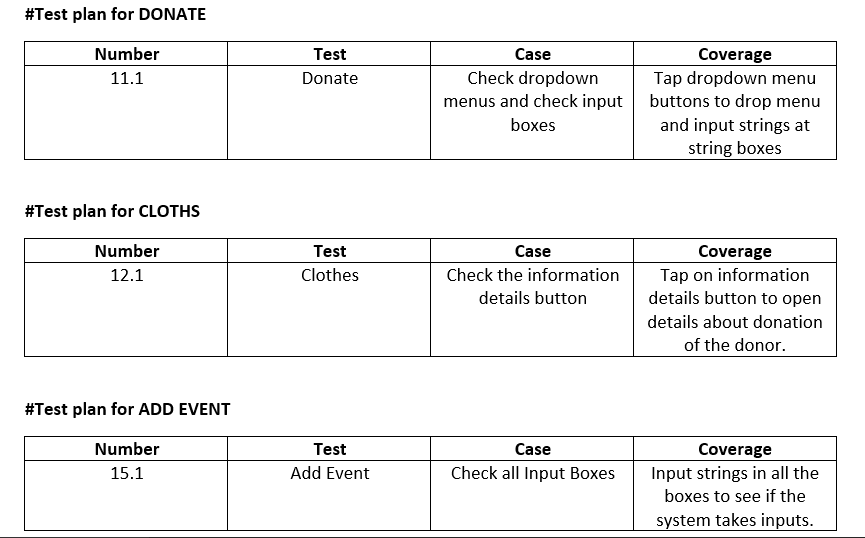 #Test plan for DONATE
Number Test Case Coverage
11.1 Donate Check dropdown Tap dropdown menu
menus and check input buttons to drop menu
boxes and input strings at
string boxes
#Test plan for CLOTHS
Number Test Case Coverage
12.1 Clothes Check the information Tap on information
details button details button to open
details about donation
of the donor.
#Test plan for ADD EVENT
Number Test Case Coverage
15.1 Add Event Check all Input Boxes Input strings in all the
boxes to see if the
system takes inputs.